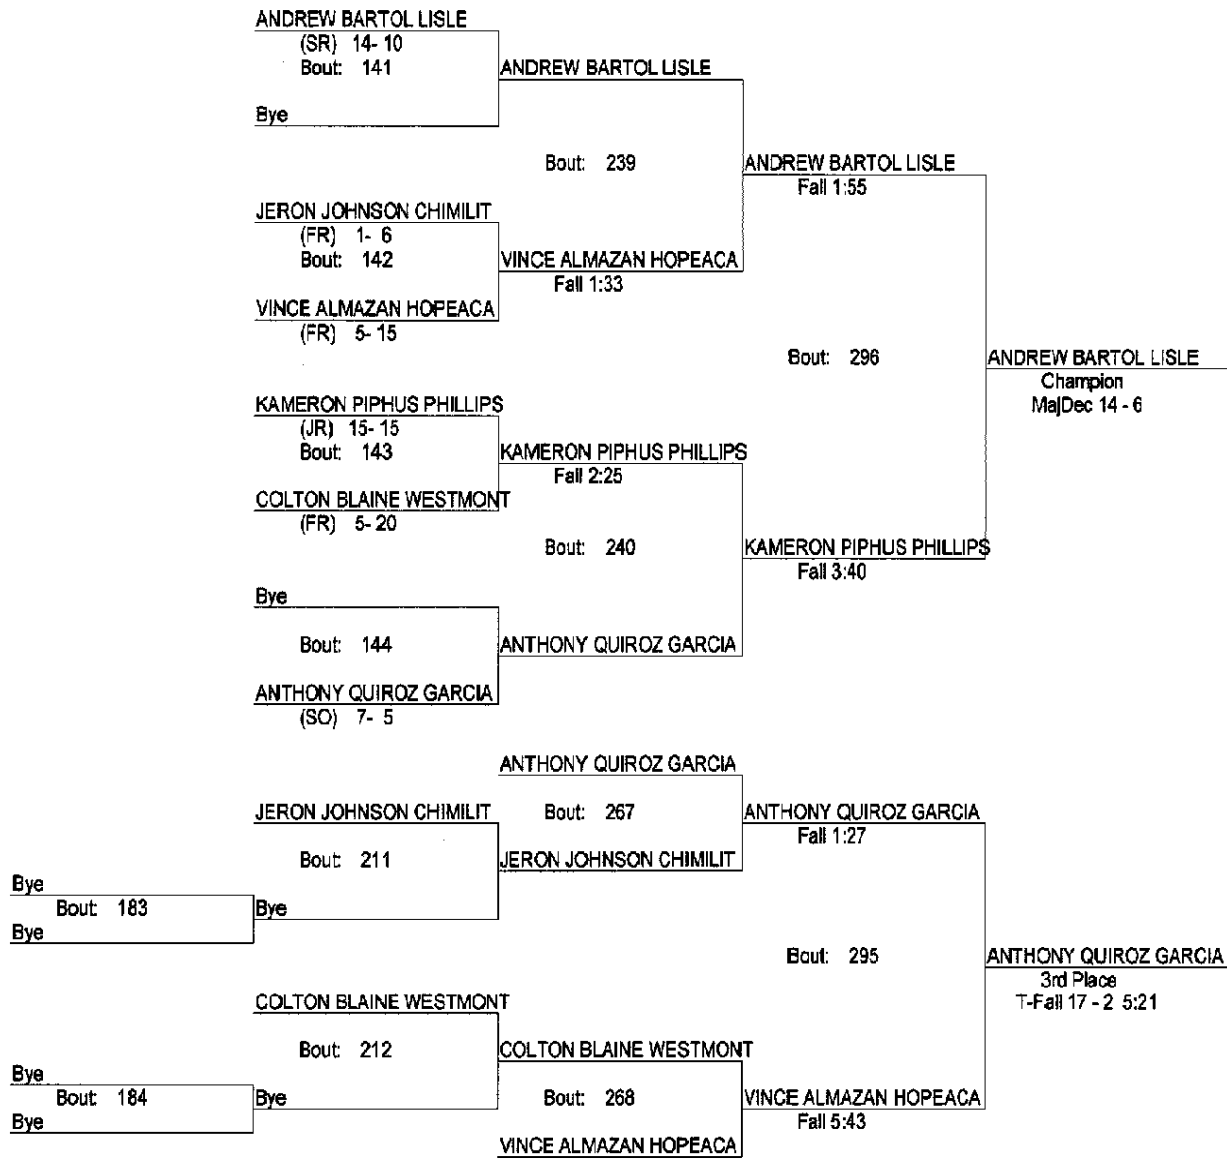 ANDREW BARTOL LISLE
(SR) 14- 10
Bout: 141
ANDREW BARTOL LISLE
Bye
Bout: 239
ANDREW BARTOL LISLE
Fall 1:55
JERON JOHNSON CHIMILIT
(FR) 1- 6
Bout: 142
VINCE ALMAZAN HOPEACA
Fall 1:33
VINCE ALMAZAN HOPEACA
(FR) 5- 15
Bout: 296
ANDREW BARTOL LISLE
Champion
MajDec 14 - 6
KAMERON PIPHUS PHILLIPS
(JR) 15- 15
Bout: 143
KAMERON PIPHUS PHILLIPS
Fall 2:25
COLTON BLAINE WESTMONT
(FR) 5- 20
Bout: 240
KAMERON PIPHUS PHILLIPS
Fall 3:40
Bye
Bout: 144
ANTHONY QUIROZ GARCIA
ANTHONY QUIROZ GARCIA
(SO) 7- 5
ANTHONY QUIROZ GARCIA
JERON JOHNSON CHIMILIT
Bout: 267
ANTHONY QUIROZ GARCIA
Fall 1:27
Bout: 211
JERON JOHNSON CHIMILIT
Bye
Bout: 183
Bye
Bye
Bout: 295
ANTHONY QUIROZ GARCIA
3rd Place
T-Fall 17 - 2 5:21
COLTON BLAINE WESTMONT
Bout: 212
COLTON BLAINE WESTMONT
Bye
Bout: 184
Bye
Bye
Bout: 268
VINCE ALMAZAN HOPEACA
Fall 5:43
VINCE ALMAZAN HOPEACA